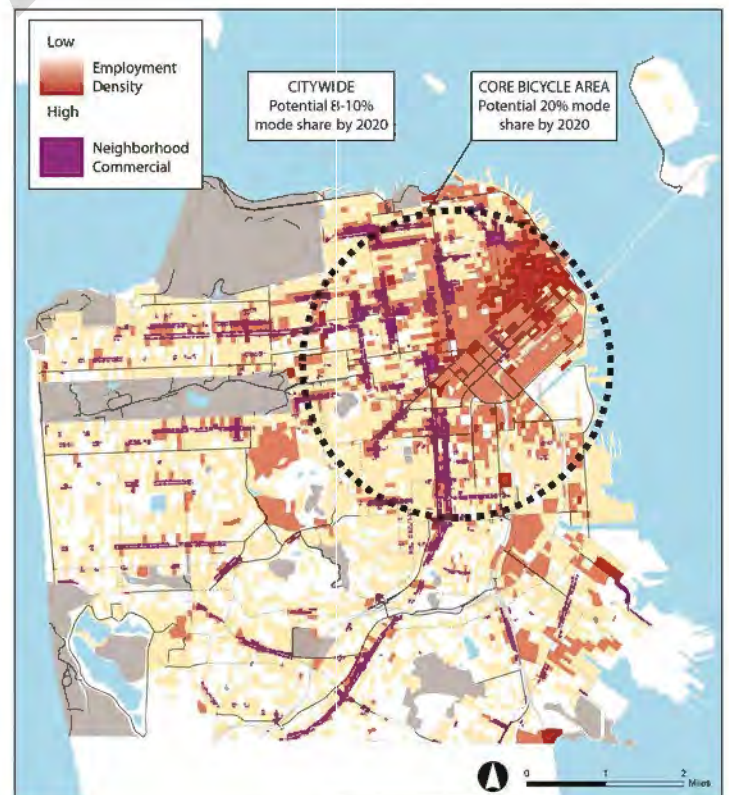 Low
Employment
Density
High
Neighborhood
Commercial
CITYWIDE
Potential 8-10%
mode share by 2020
CORE BICYCLE AREA
Potential 20% mode
share by 2020
0 1 2
Miles